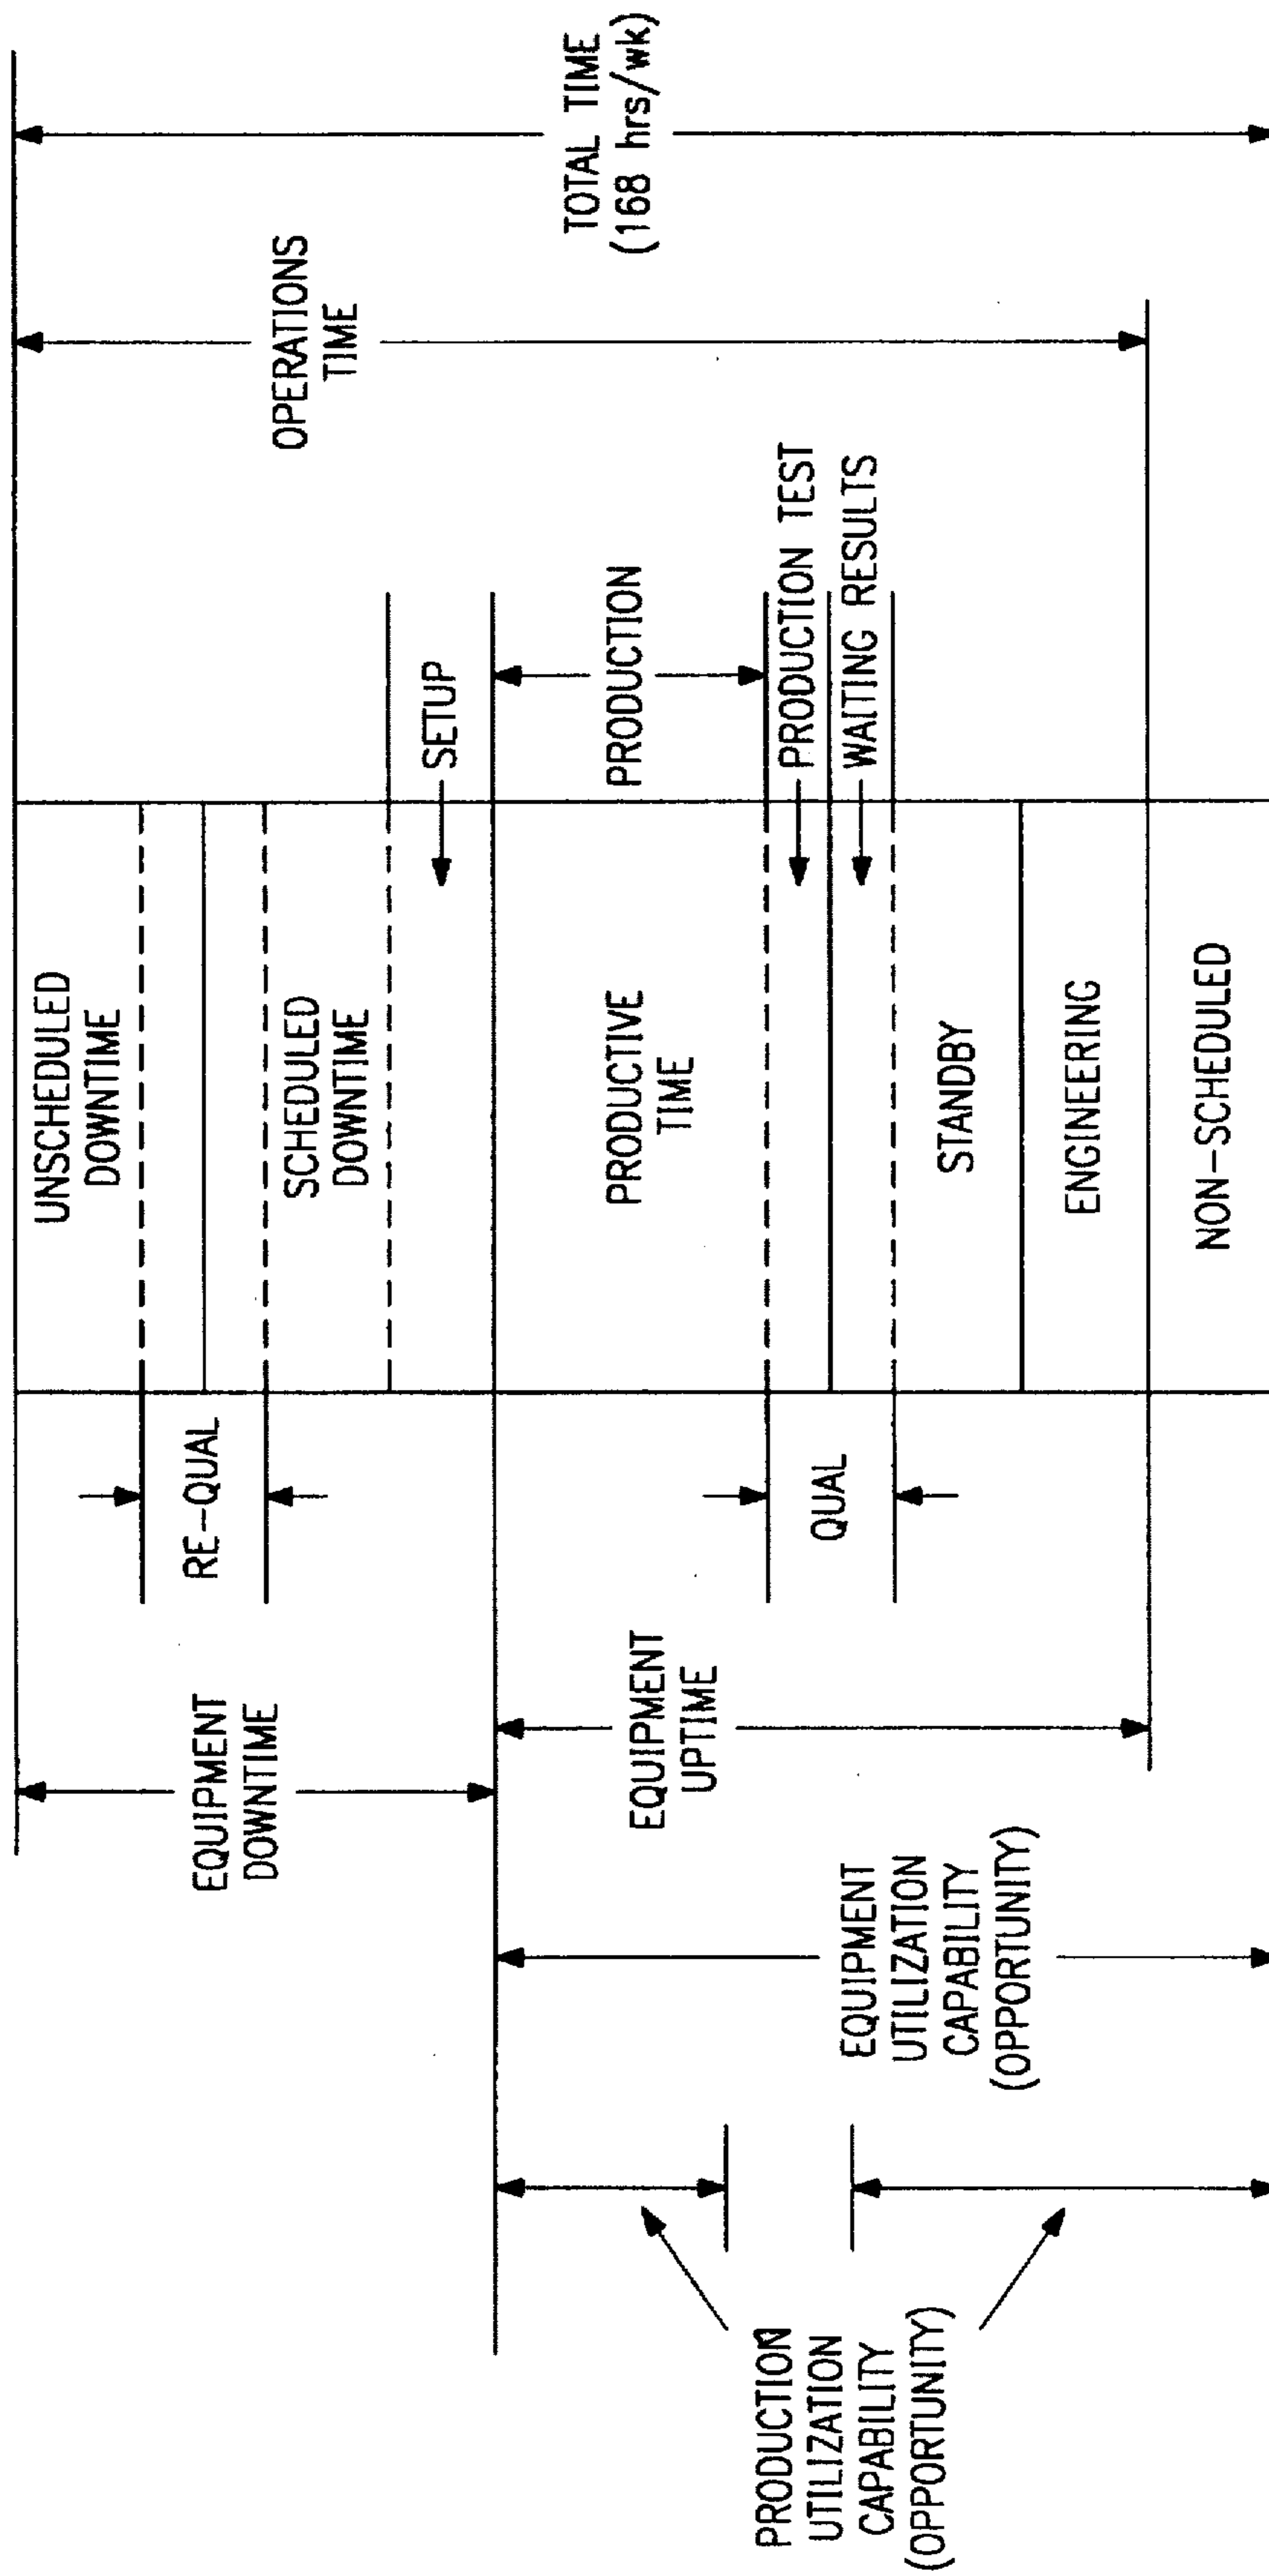 TOTAL TIME
(168 hrs/wk)
OPERATIONS
TIME
SETUP
PRODUCTION
PRODUCTION TEST
WAITING RESULTS
UNSCHEDULED
DOWNTIME
SCHEDULED
DOWNTIME
PRODUCTIVE
TIME
STANDBY
ENGINEERING
NON-SCHEDULED
RE-QUAL
QUAL
EQUIPMENT
DOWNTIME
EQUIPMENT
UPTIME
EQUIPMENT
UTILIZATION
CAPABILITY
(OPPORTUNITY)
PRODUCTION
UTILIZATION
CAPABILITY
(OPPORTUNITY)